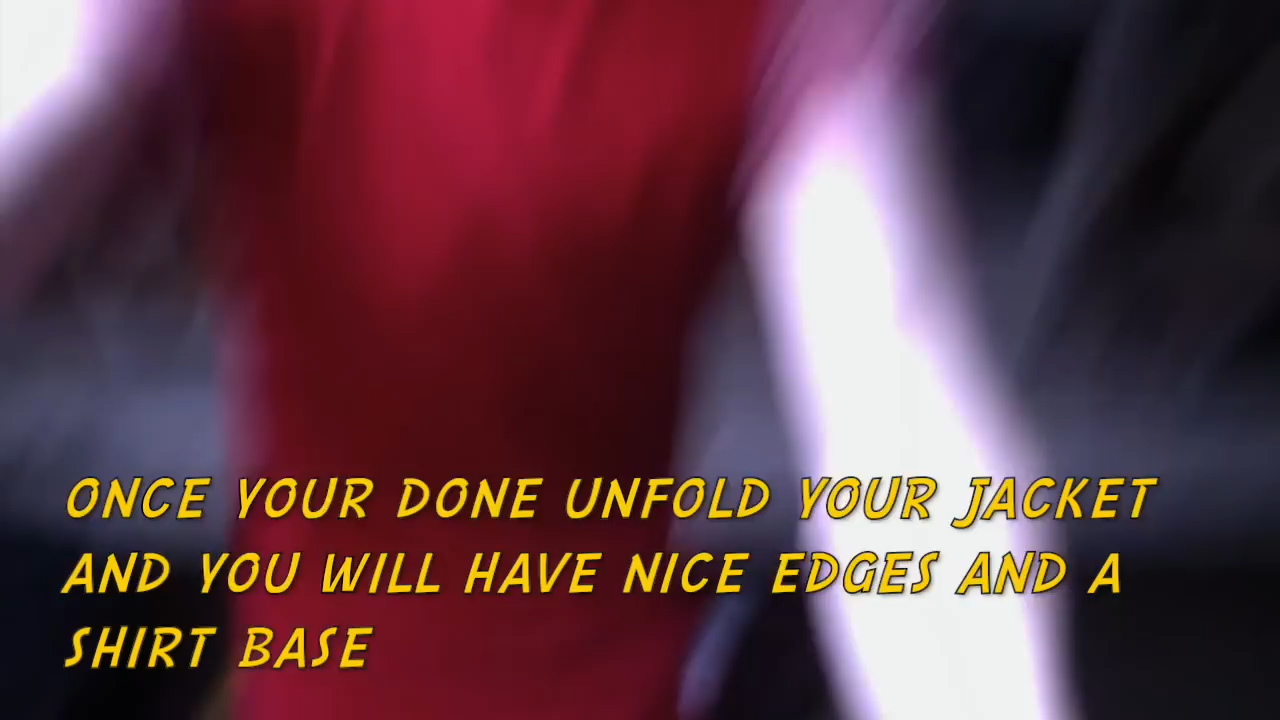 ONCE YOUR DONE UNFOLD YOUR JACKET
AND YOU WILL HAVE NICE EDGES AND A
SHIRT BASE